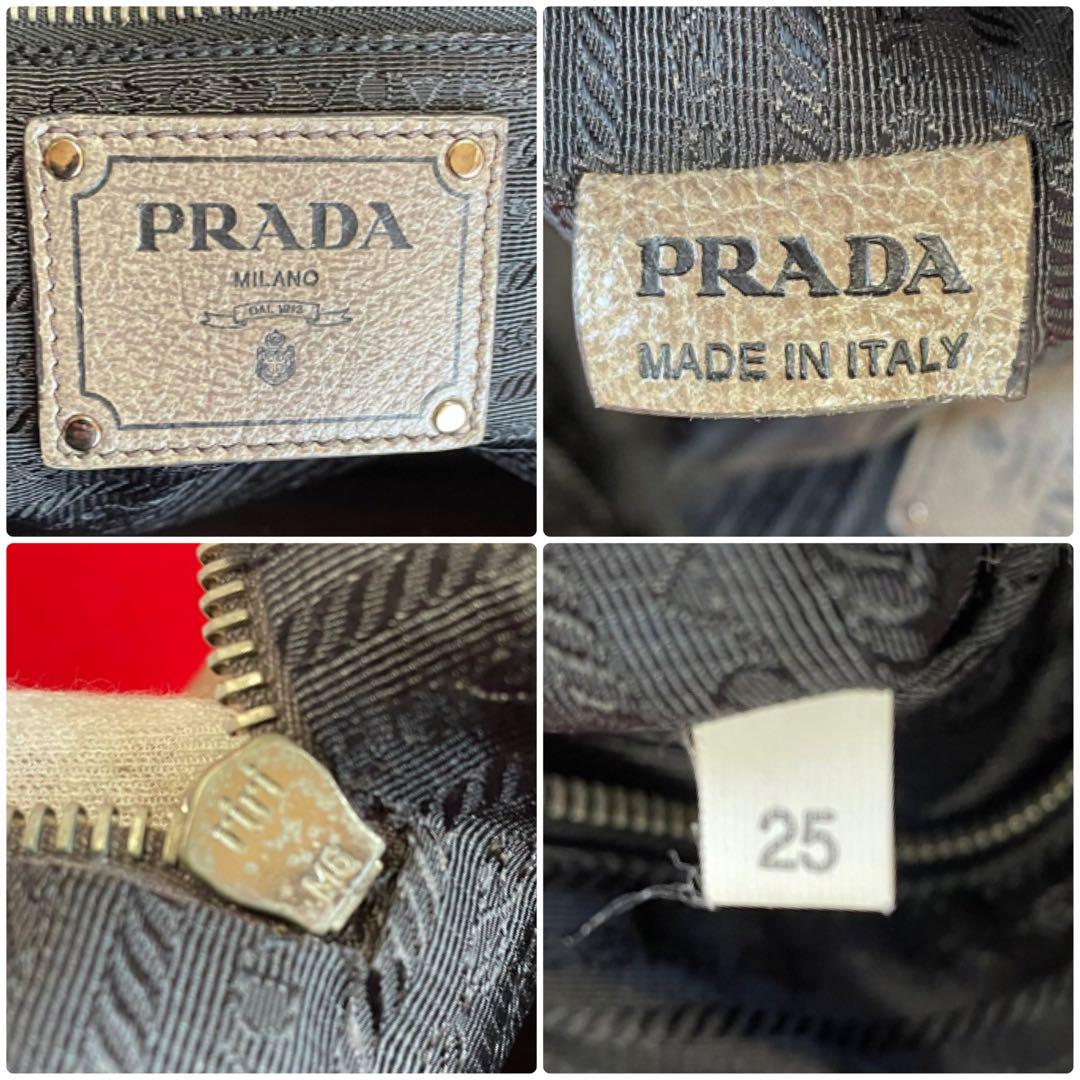 PRADA
MILANO
DAL 1913
PRADA
MADE IN ITALY
M6
25